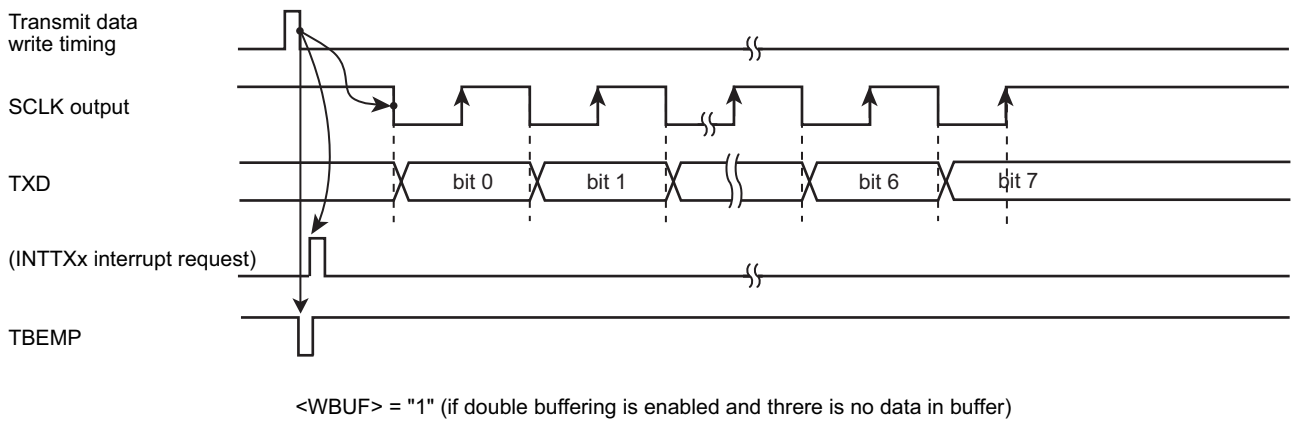 Transmit data
write timing
SCLK output
TXD
bit 0 bit 1 bit 6 bit 7
(INTTXx interrupt request)
TBEMP
<WBUF> = "1" (if double buffering is enabled and threre is no data in buffer)